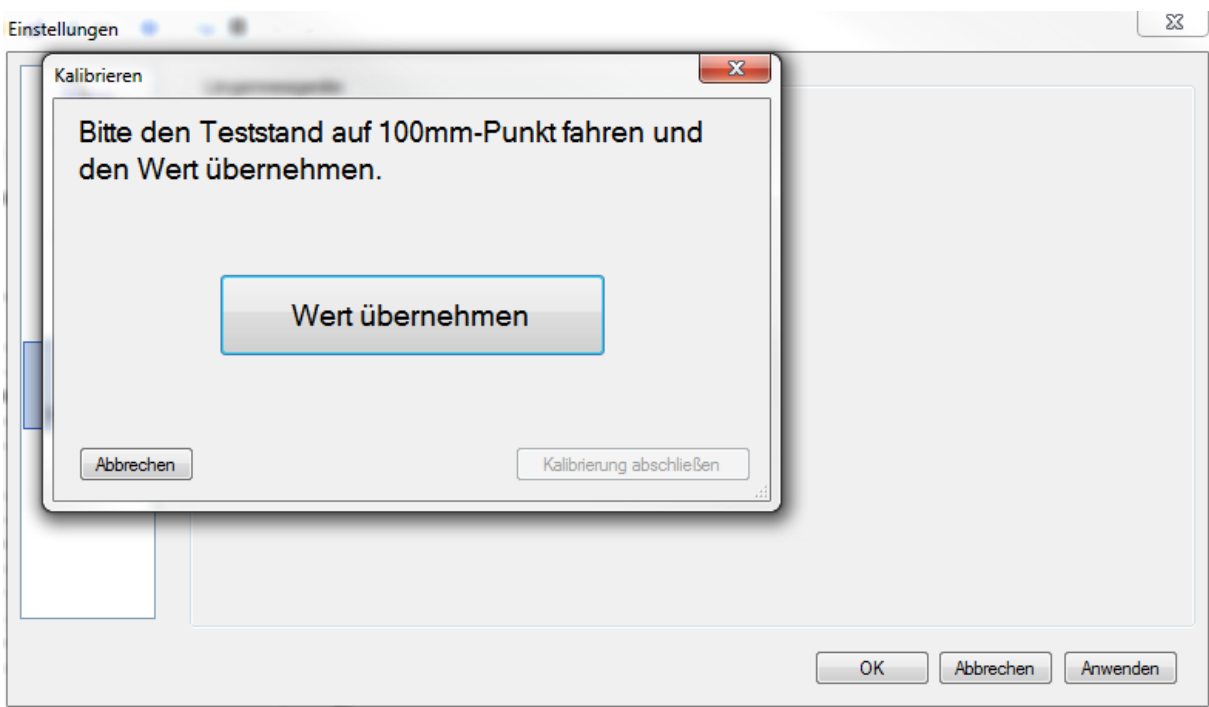 Einstellungen
Kalibrieren
Bitte den Teststand auf 100mm-Punkt fahren und
den Wert übernehmen.
Wert übernehmen
Abbrechen
Kalibrierung abschließen
OK
Abbrechen
Anwenden